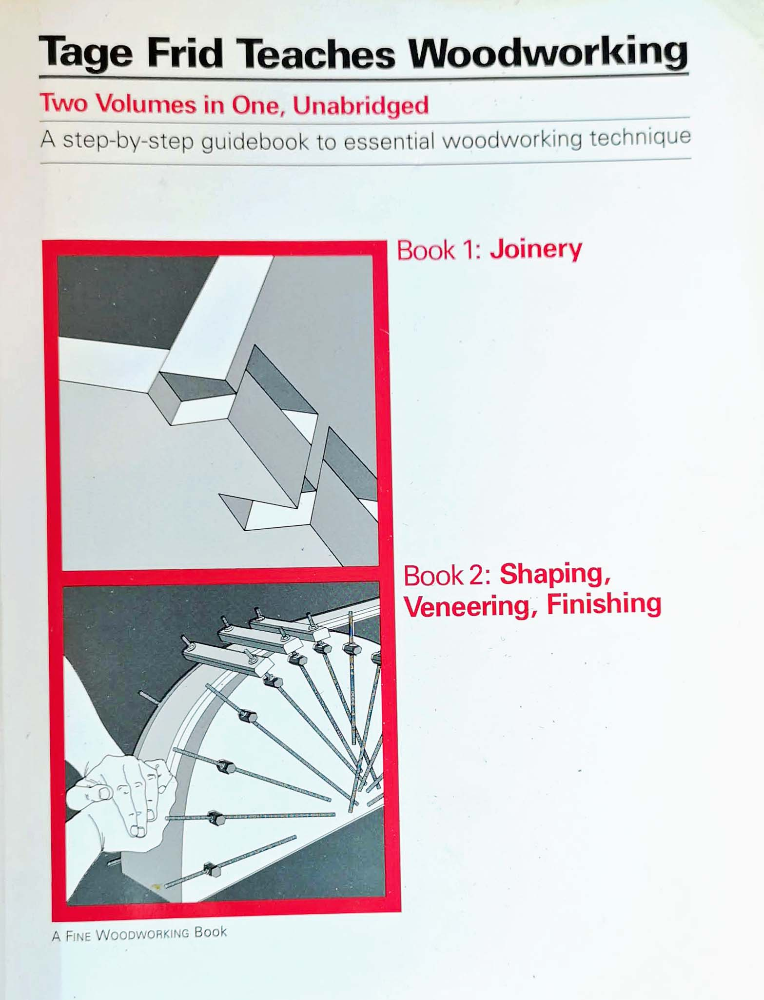 Tage Frid Teaches Woodworking
Two Volumes in One, Unabridged
A step-by-step guidebook to essential woodworking technique
Book 1: Joinery
Book 2: Shaping,
Veneering, Finishing
A FINE WOODWORKING Book